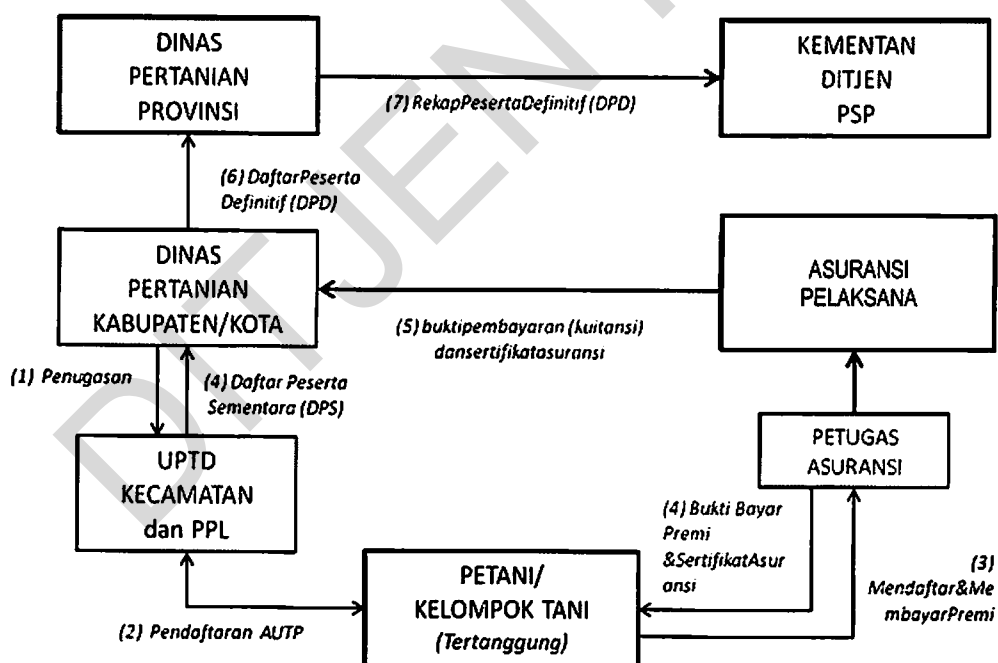 DINAS
PERTANIAN
PROVINSI
KEMENTAN
DITJEN
PSP
(7) RekapPesertaDefinitif (DPD)
(6) DaftarPeserta
Definitif (DPD)
DINAS
PERTANIAN
KABUPATEN/KOTA
ASURANSI
PELAKSANA
(5) buktipembayaran (kuitansi)
dansertifikatasuransi
(1) Penugasan
(4) Daftar Peserta
Sementara (DPS)
UPTD
KECAMATAN
dan PPL
PETUGAS
ASURANSI
(4) Bukti Bayar
Premi
&SertifikatAsur
ansi
(3)
Mendaftar&Me
mbayarPremi
PETANI/
KELOMPOK TANI
(Tertanggung)
(2) Pendaftaran AUTP
DITJEN